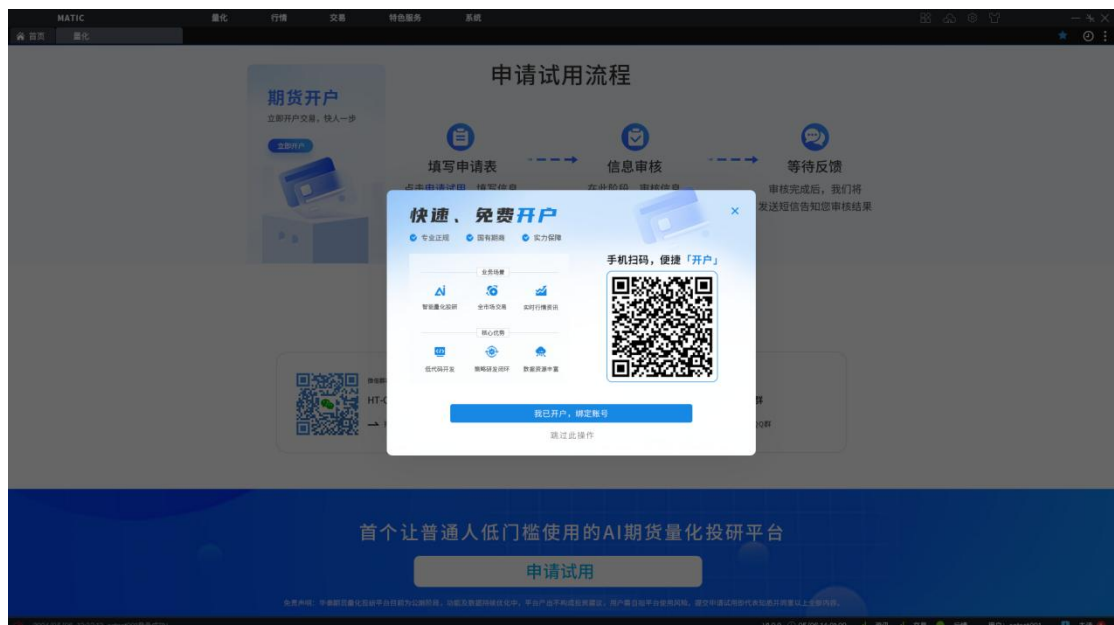 MATIC
量化
行情
交易
特色服务
系统
首页
量化
申请试用流程
期货开户
立即开户交易，快人一步
立即开户
填写申请表
信息审核
等待反馈
审核完成后，我们将
发送短信告知您审核结果
快速、免费开户
专业正规
国有期商
实力保障
手机扫码，便捷「开户」
业务场景
智能量化投研
全市场交易
实时行情资讯
核心优势
低代码开发
策略研发闭环
数据资源丰富
我已开户，绑定账号
跳过此操作
首个让普通人低门槛使用的AI期货量化投研平台
申请试用